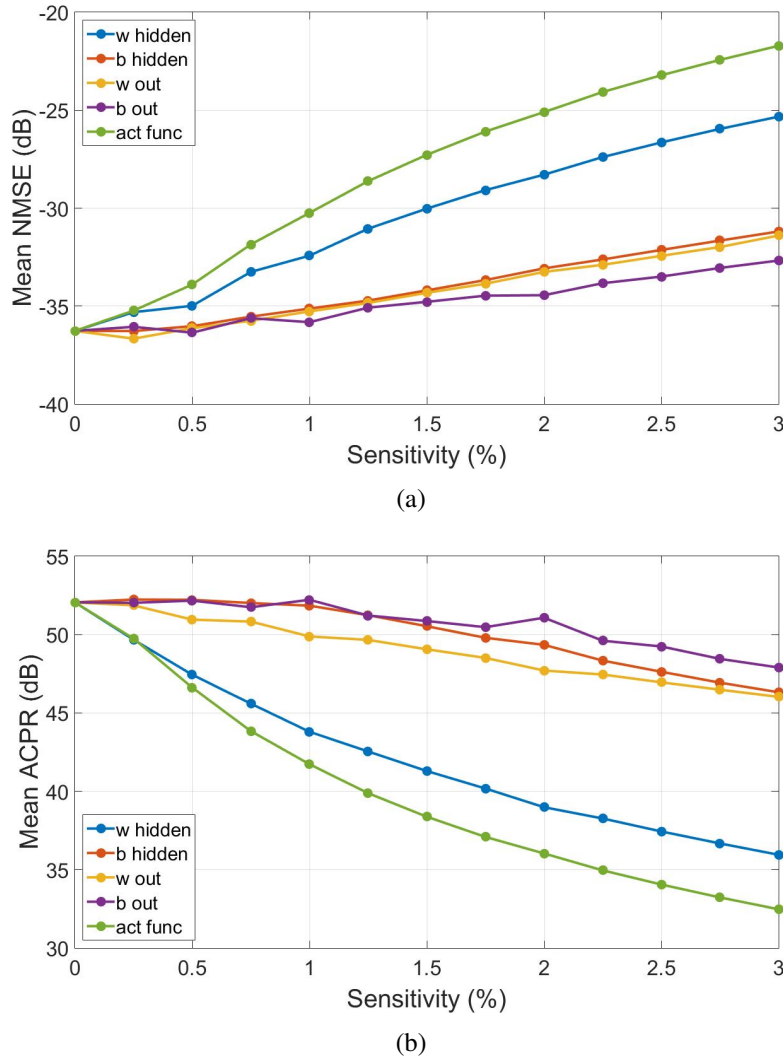 -20
-25
-30
-35
-40
Mean NMSE (dB)
w hidden
b hidden
w out
b out
act func
0 0.5 1 1.5 2 2.5 3
Sensitivity (%)
(a)
55
50
45
40
35
30
Mean ACPR (dB)
w hidden
b hidden
w out
b out
act func
0 0.5 1 1.5 2 2.5 3
Sensitivity (%)
(b)